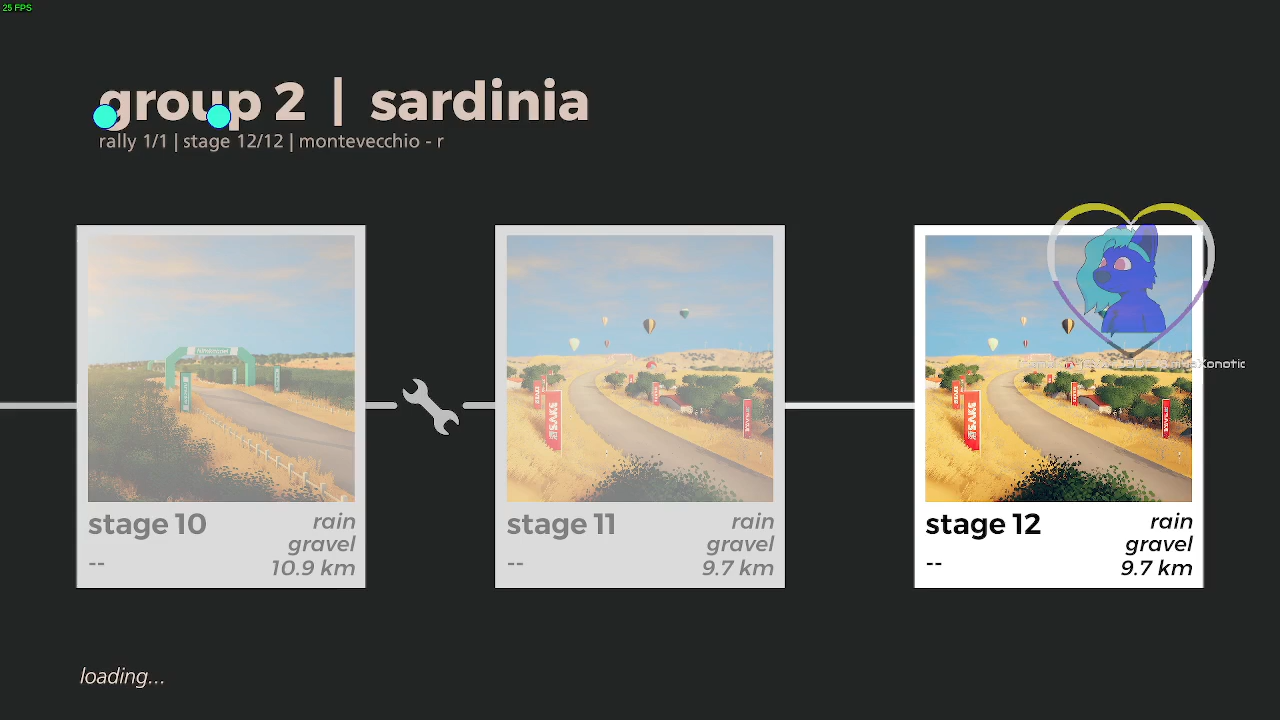 25 FPS
group 2 | sardinia
rally 1/1 | stage 12/12 | montevecchio - r
stage 10
rain
gravel
--
10.9 km
stage 11
rain
gravel
--
9.7 km
stage 12
rain
gravel
--
9.7 km
loading...